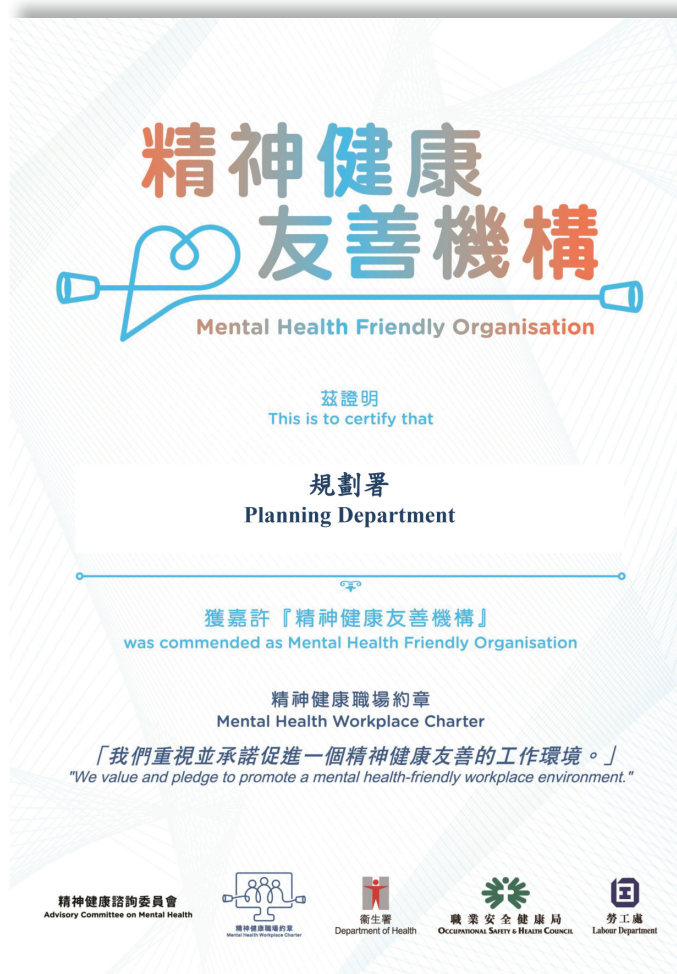 精神健康
友善機構
Mental Health Friendly Organisation
茲證明
This is to certify that
規劃署
Planning Department
獲嘉許『精神健康友善機構』
was commended as Mental Health Friendly Organisation
精神健康職場約章
Mental Health Workplace Charter
「我們重視並承諾促進一個精神健康友善的工作環境。」
"We value and pledge to promote a mental health-friendly workplace environment."
精神健康諮詢委員會
Advisory Committee on Mental Health
精神健康職場約章
Mental Health Workplace Charter
衞生署
Department of Health
職業安全健康局
Occupational Safety & Health Council
勞工處
Labour Department